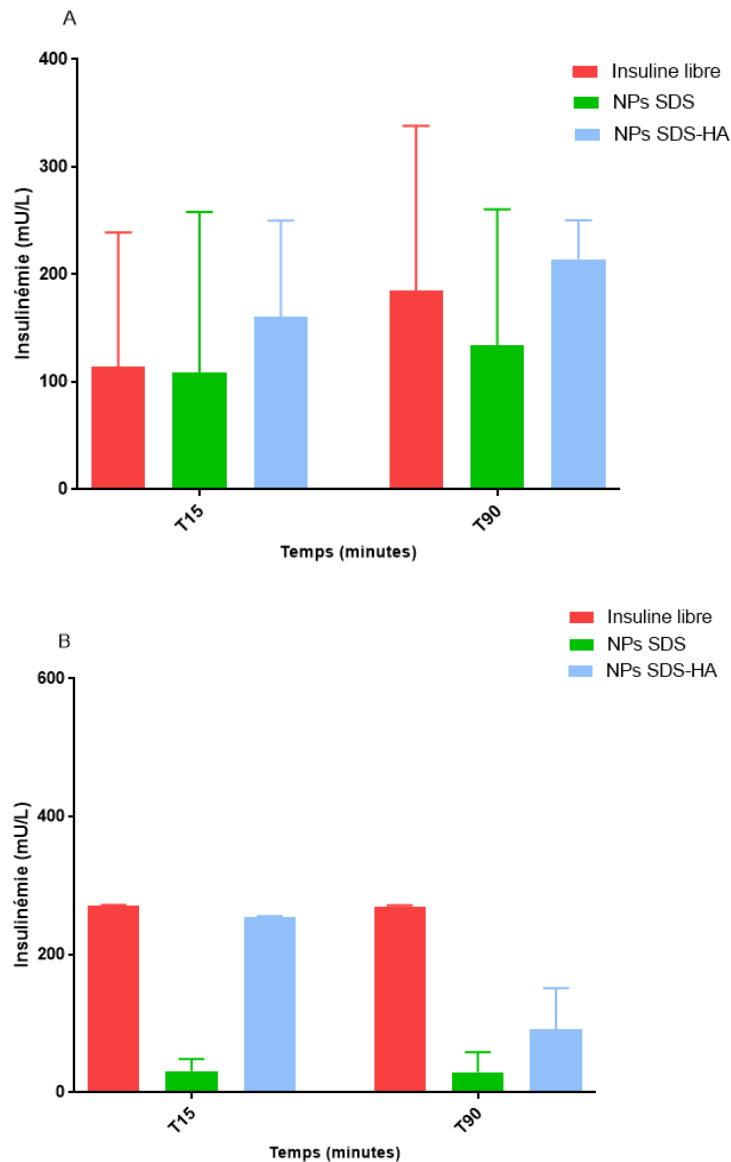 A
Insuline libre
NPs SDS
NPs SDS-HA
Insulinémie (mU/L)
400
300
200
100
0
T15
T90
Temps (minutes)
B
Insuline libre
NPs SDS
NPs SDS-HA
Insulinémie (mU/L)
600
400
200
0
T15
T90
Temps (minutes)